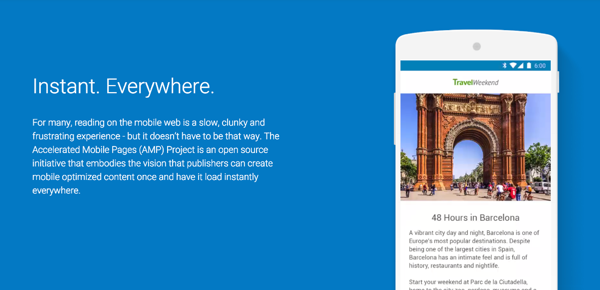 Instant. Everywhere.
For many, reading on the mobile web is a slow, clunky and
frustrating experience - but it doesn't have to be that way. The
Accelerated Mobile Pages (AMP) Project is an open source
initiative that embodies the vision that publishers can create
mobile optimized content once and have it load instantly
everywhere.
6:00
TravelWeekend
48 Hours in Barcelona
A vibrant city day and night, Barcelona is one of
Europe's most popular destinations. Despite
being one of the largest cities in Spain,
Barcelona has an intimate feel and is full of
history, restaurants and nightlife.
Start your weekend at Parc de la Ciutadella,